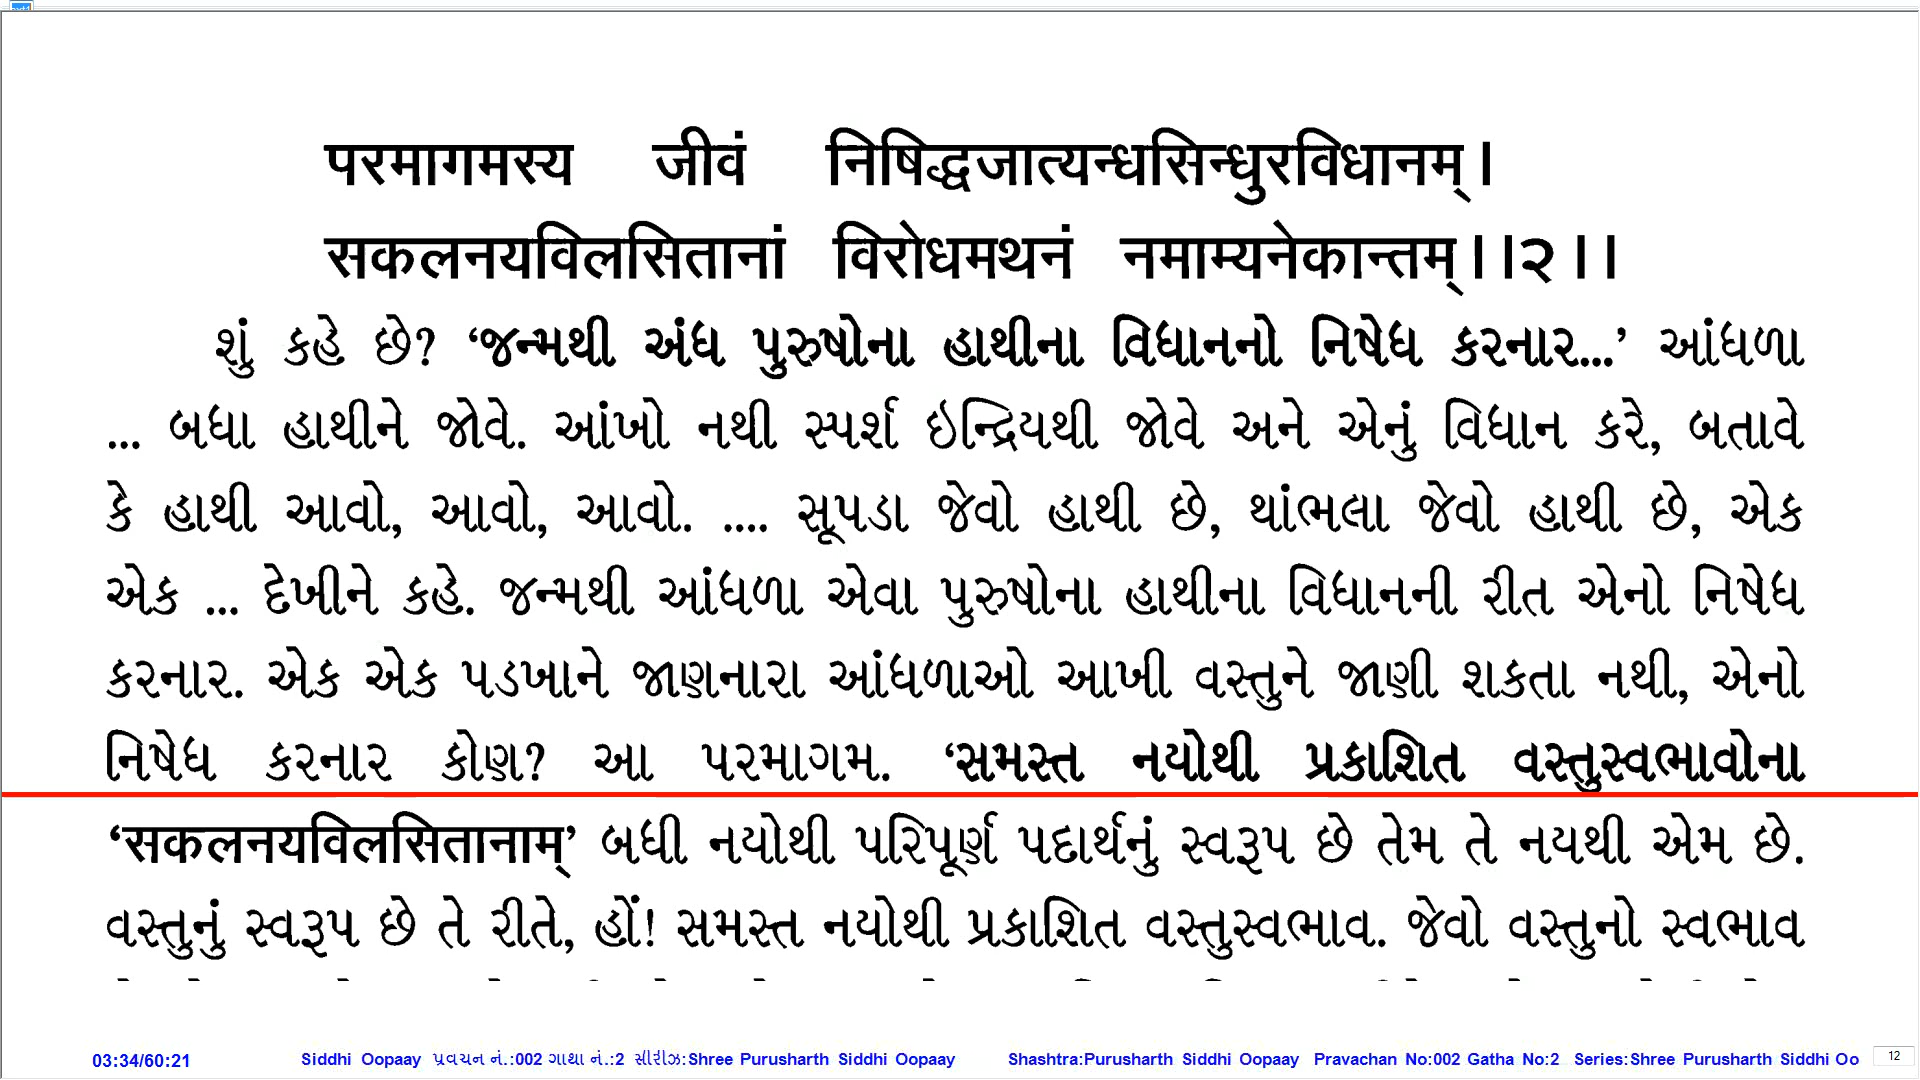 परमागमस्य जीवं निषिद्धजात्यन्धसिन्धुरविधानम्।
सकलनयविलसितानां विरोधमथनं नमाम्यनेकान्तम्।।२।।
શું કહે છે? ‘જન્મથી અંધ પુરુષોના હાથીના વિધાનનો નિષેધ કરનાર...’ આંધળા
... બધા હાથીને જોવે. આંખો નથી સ્પર્શ ઇન્દ્રિયથી જોવે અને એનું વિધાન કરે, બતાવે
કે હાથી આવો, આવો, આવો. .... સૂપડા જેવો હાથી છે, થાંભલા જેવો હાથી છે, એક
એક ... દેખીને કહે. જન્મથી આંધળા એવા પુરુષોના હાથીના વિધાનની રીત એનો નિષેધ
કરનાર. એક એક પડખાને જાણનારા આંધળાઓ આખી વસ્તુને જાણી શકતા નથી, એનો
નિષેધ કરનાર કોણ? આ પરમાગમ. ‘સમસ્ત નયોથી પ્રકાશિત વસ્તુસ્વભાવોના
‘सकलनयविलसितानाम्’ બધી નયોથી પરિપૂર્ણ પદાર્થનું સ્વરૂપ છે તેમ તે નયથી એમ છે.
વસ્તુનું સ્વરૂપ છે તે રીતે, હોં! સમસ્ત નયોથી પ્રકાશિત વસ્તુસ્વભાવ. જેવો વસ્તુનો સ્વભાવ
03:34/60:21 Siddhi Oopaay પ્રવચન નં.:002 ગાથા નં.:2 સીરીઝ:Shree Purusharth Siddhi Oopaay Shashtra:Purusharth Siddhi Oopaay Pravachan No:002 Gatha No:2 Series:Shree Purusharth Siddhi Oo 12